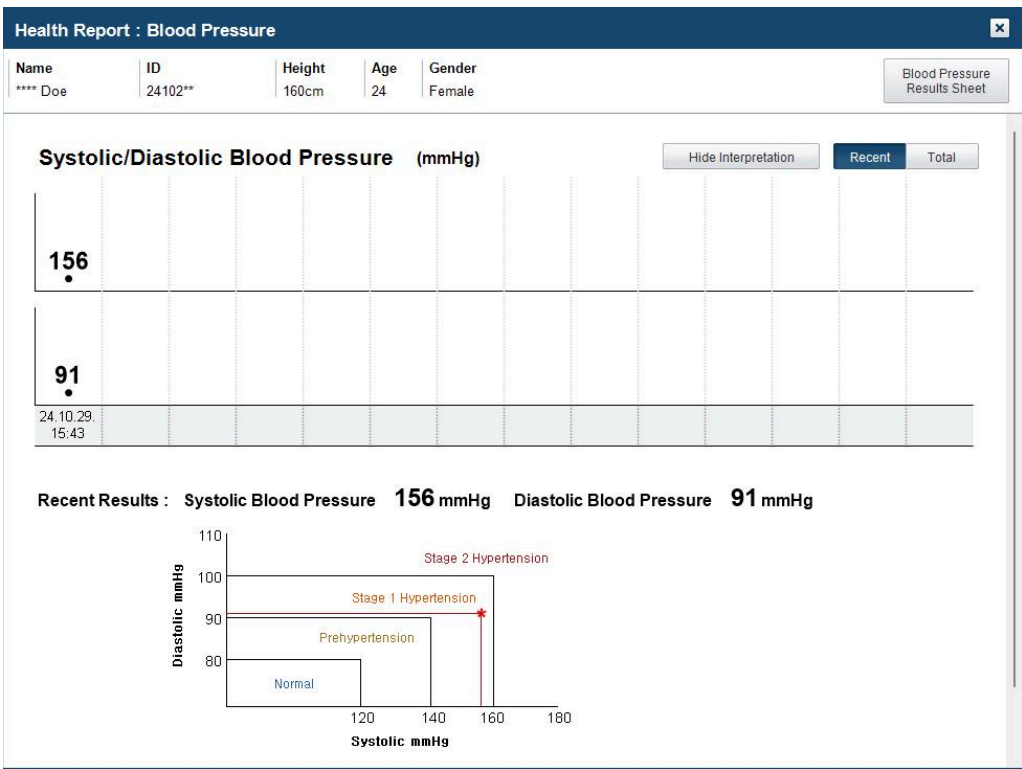 Health Report : Blood Pressure
Name ID Height Age Gender
**** Doe 24102** 160cm 24 Female
Blood Pressure
Results Sheet
Systolic/Diastolic Blood Pressure (mmHg)
Hide Interpretation Recent Total
156
91
24.10.29.
15:43
Recent Results : Systolic Blood Pressure 156 mmHg Diastolic Blood Pressure 91 mmHg
110
Stage 2 Hypertension
100
Stage 1 Hypertension
90
Prehypertension
80
Normal
Diastolic mmHg
120 140 160 180
Systolic mmHg